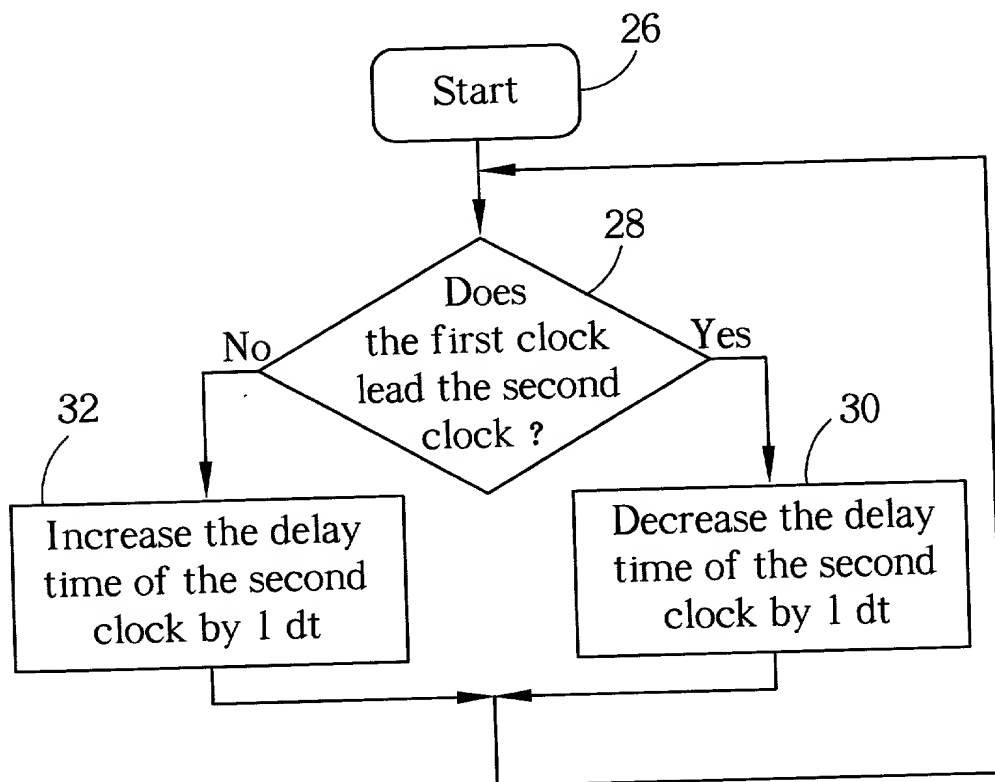 26
Start
28
Does
the first clock
lead the second
clock ?
No
Yes
32
Increase the delay
time of the second
clock by 1 dt
30
Decrease the delay
time of the second
clock by 1 dt